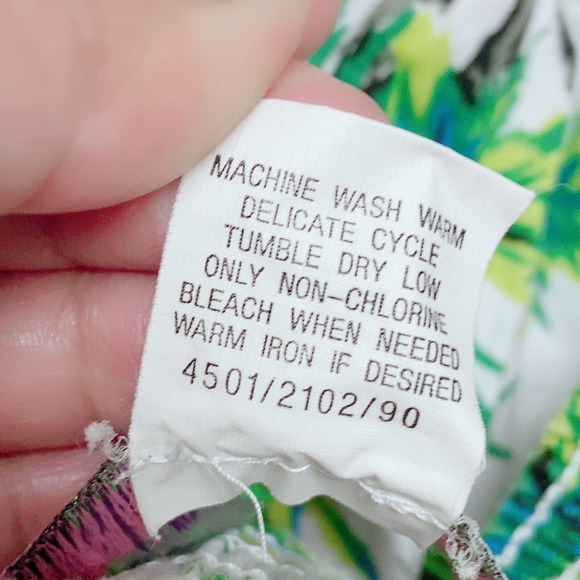 MACHINE WASH WARM
DELICATE CYCLE
TUMBLE DRY LOW
ONLY NON-CHLORINE
BLEACH WHEN NEEDED
WARM IRON IF DESIRED
4501/2102/90